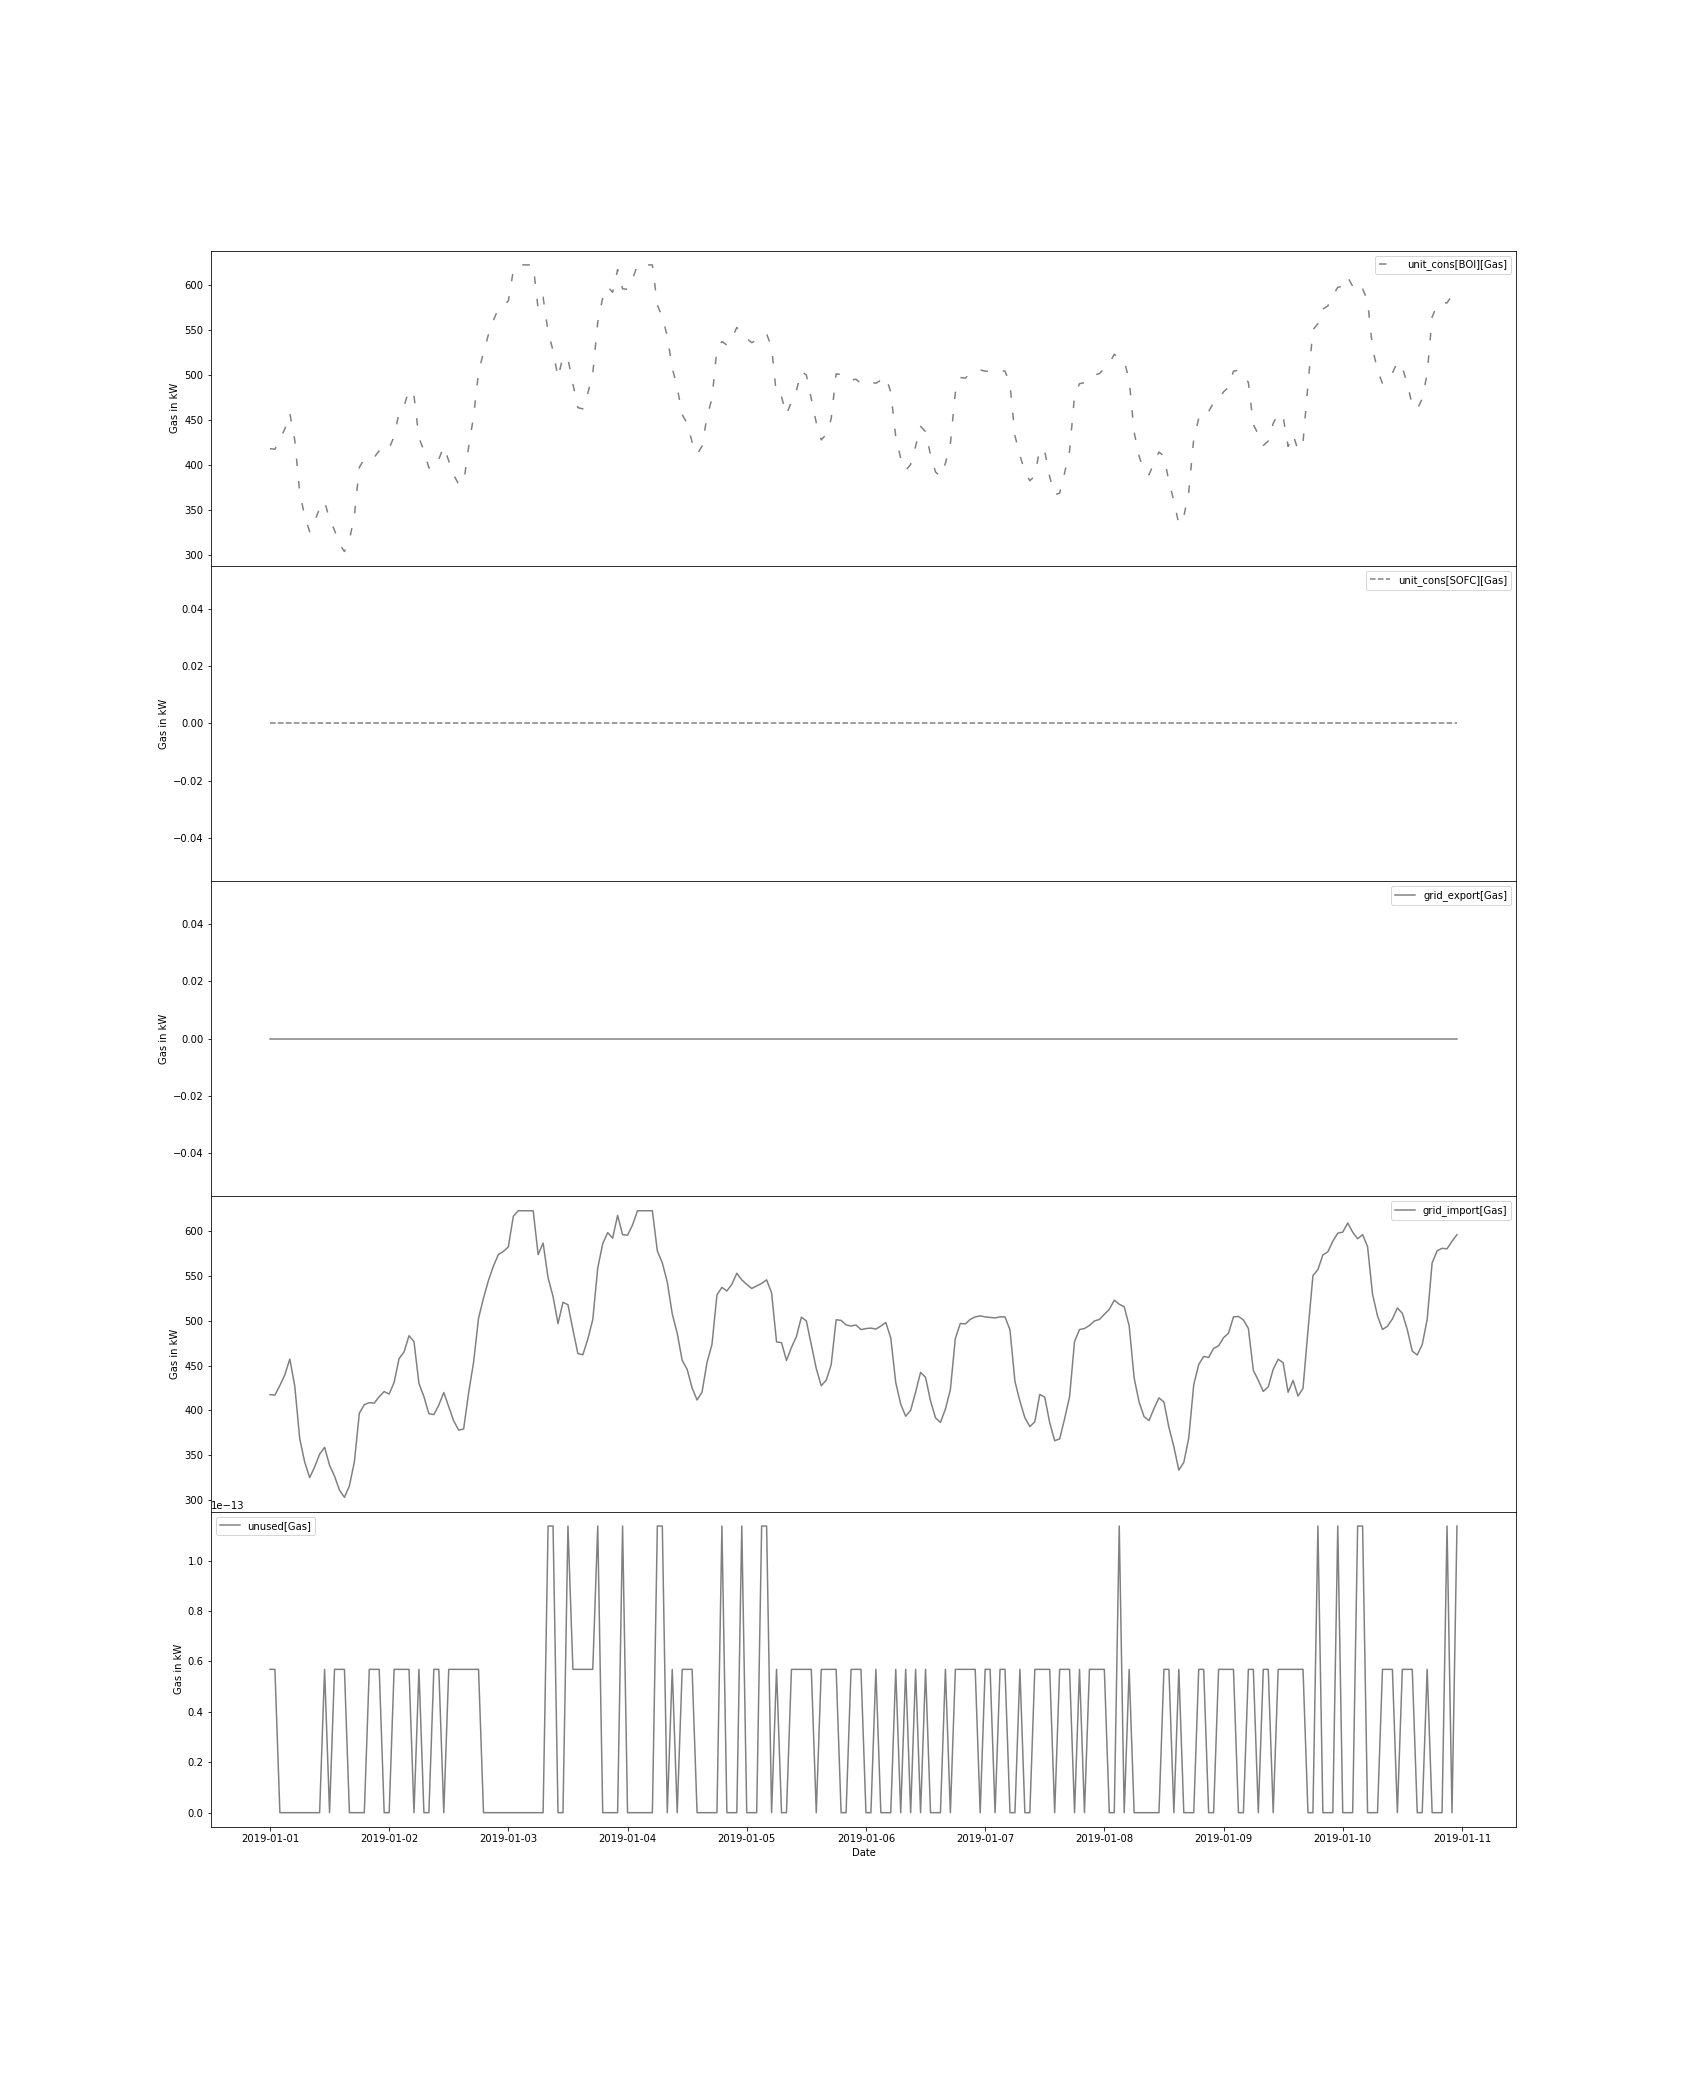 unit_cons[BOI][Gas]
600
550
500
450
400
350
300
Gas in kW
unit_cons[SOFC][Gas]
0.04
0.02
0.00
−0.02
−0.04
Gas in kW
grid_export[Gas]
0.04
0.02
0.00
−0.02
−0.04
Gas in kW
grid_import[Gas]
600
550
500
450
400
350
300
Gas in kW
1e−13
unused[Gas]
1.0
0.8
0.6
0.4
0.2
0.0
Gas in kW
2019-01-01 2019-01-02 2019-01-03 2019-01-04 2019-01-05 2019-01-06 2019-01-07 2019-01-08 2019-01-09 2019-01-10 2019-01-11
Date